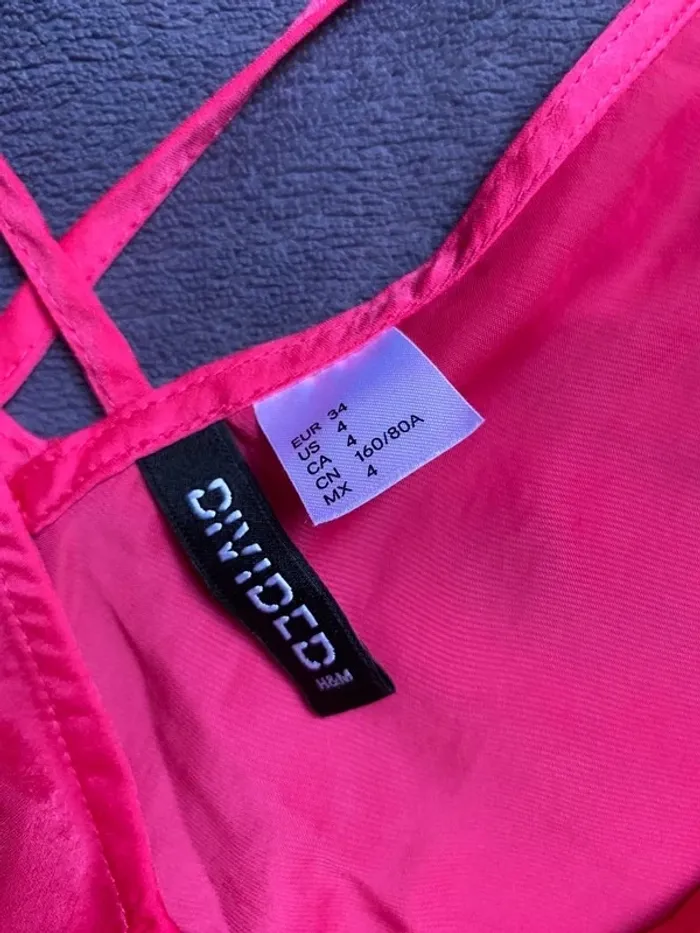 EUR 34
US 4
CA 4
CN 160/80A
MX 4
DIVIDED
H&M